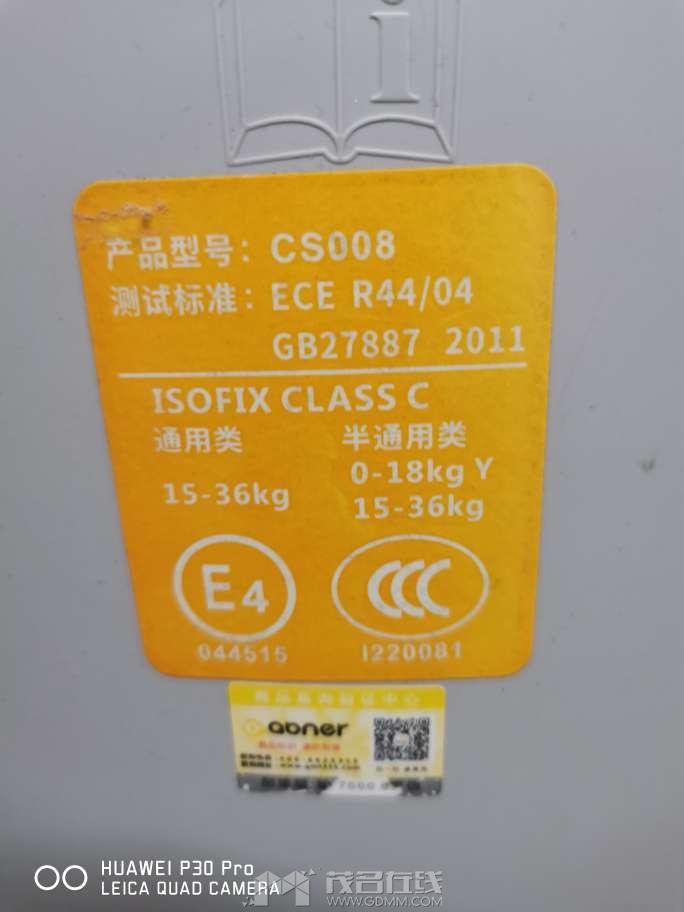 i
产品型号: CS008
测试标准: ECE R44/04
GB27887 2011
ISOFIX CLASS C
通用类 半通用类
0-18kg Y
15-36kg 15-36kg
E4 CCC
044515 I220081
abner
HUAWEI P30 Pro
LEICA QUAD CAMERA
茂名在线
WWW.GDMM.COM